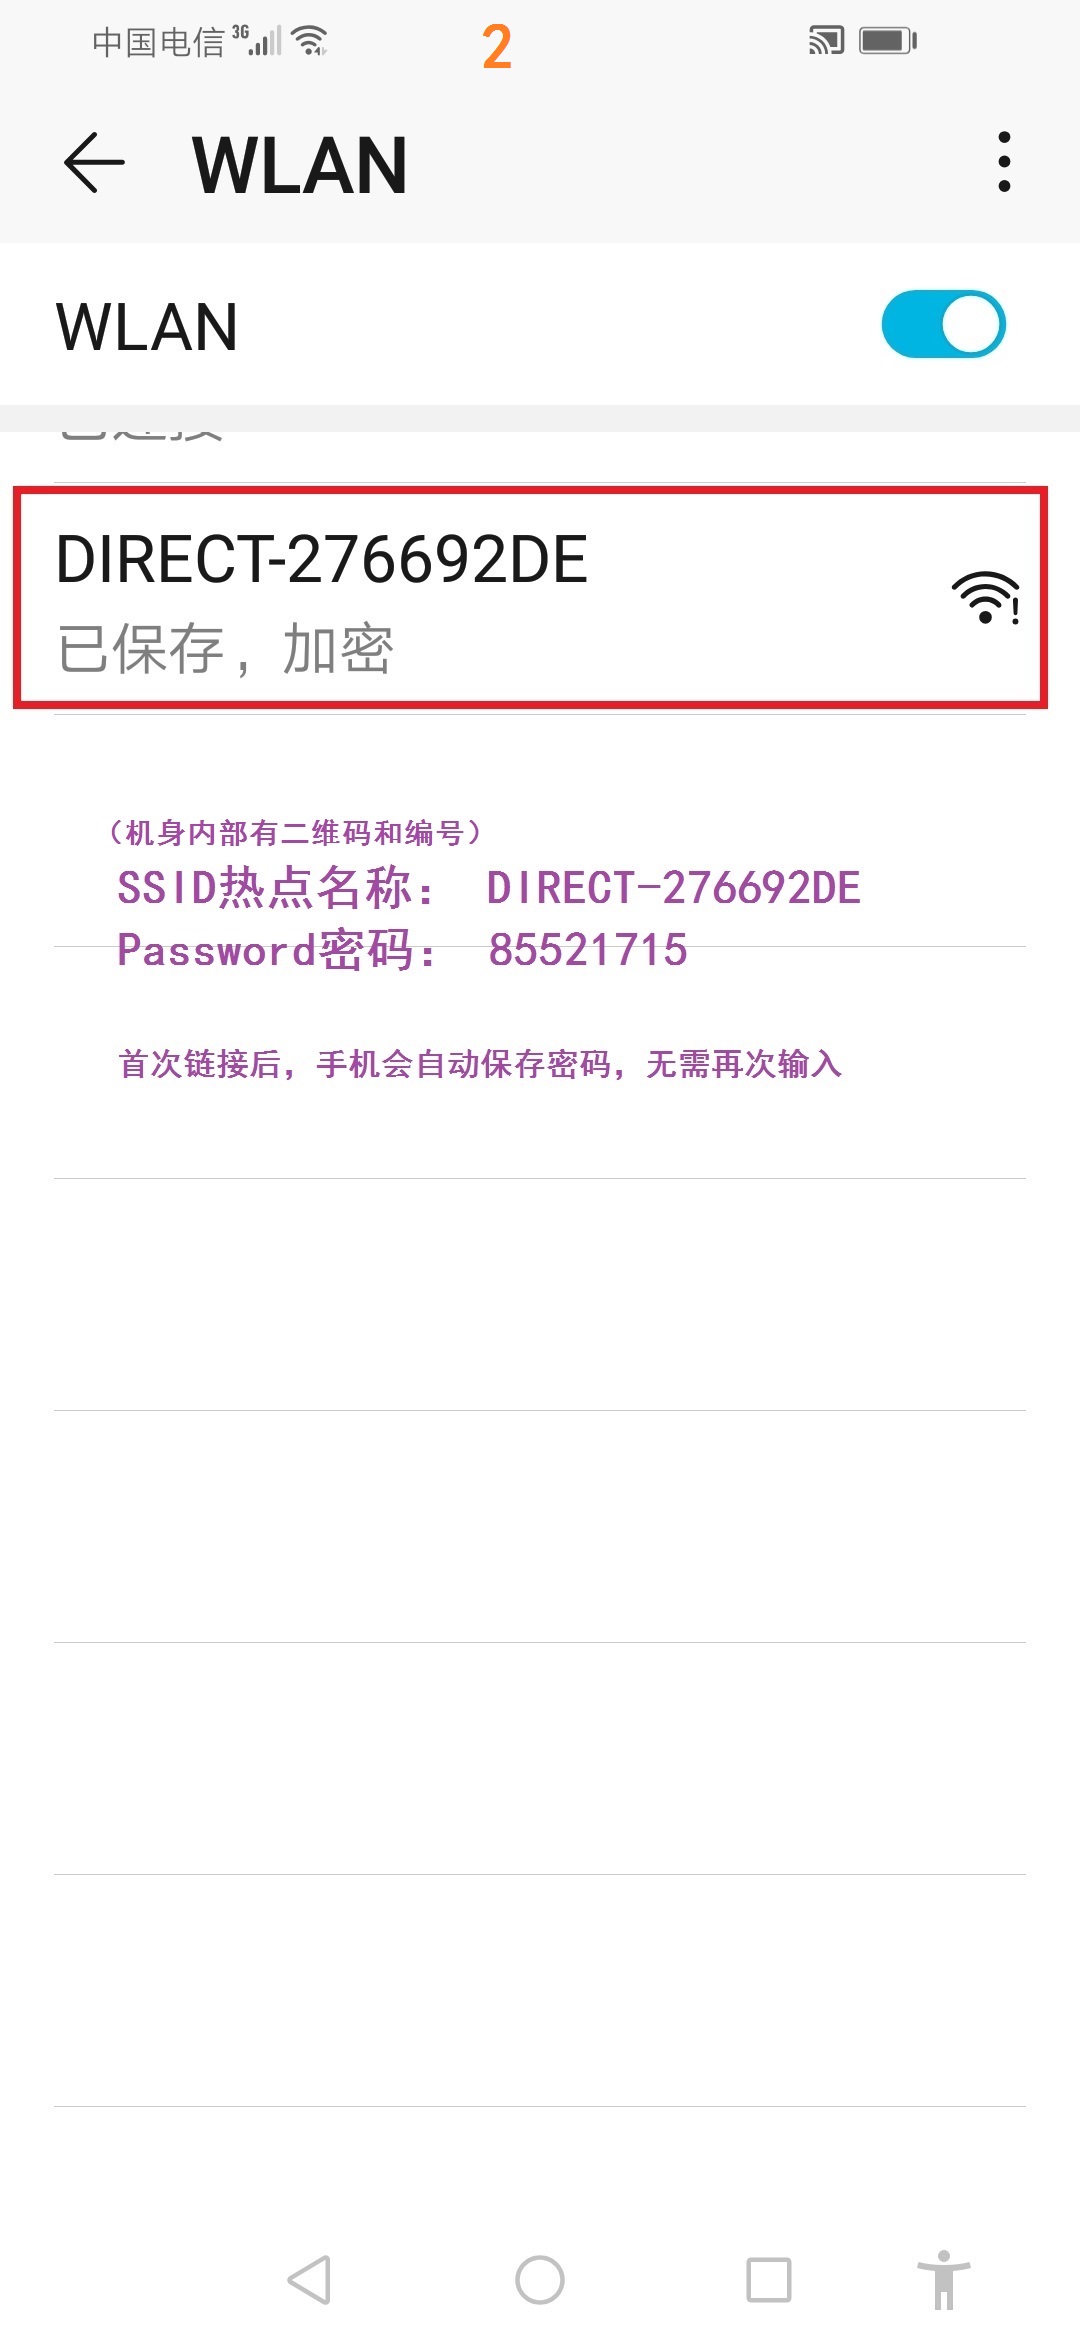 中国电信 3G
2
WLAN
WLAN
已连接
DIRECT-276692DE
已保存，加密
（机身内部有二维码和编号）
SSID热点名称： DIRECT-276692DE
Password密码： 85521715
首次链接后，手机会自动保存密码，无需再次输入